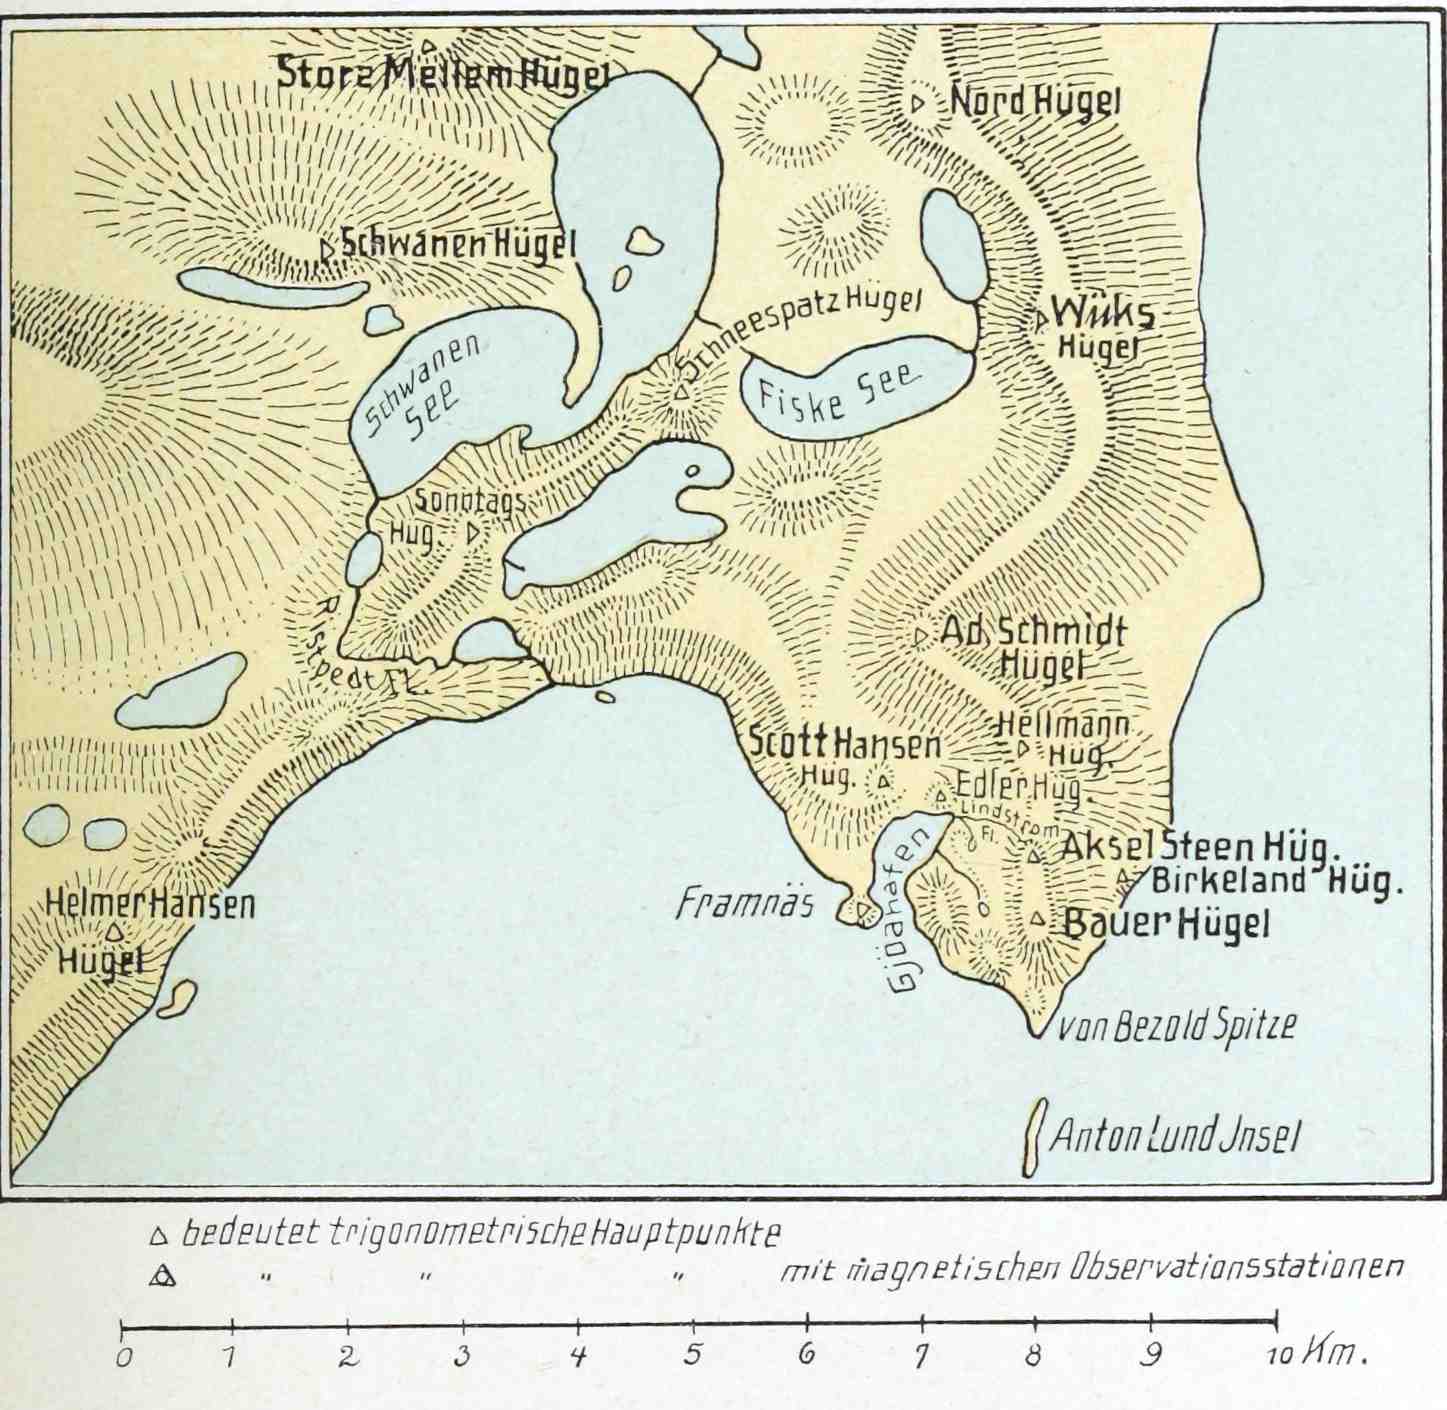 Store Mellem Hügel
Nord Hügel
Schwanen Hügel
Schneespatz Hügel
Wiiks
Hügel
Schwanen
See
Fiske See
Sonntags
Hüg.
Ristvedt Fl.
Ad. Schmidt
Hügel
Hellmann
Hüg.
Scott Hansen
Hüg.
Edler Hüg.
Lindstrom
Fl.
Aksel Steen Hüg.
Birkeland Hüg.
Framnäs
Gjöahafen
Bauer Hügel
Helmer Hansen
Hügel
von Bezold Spitze
Anton Lund Jnsel
△ bedeutet trigonometrische Hauptpunkte
" " " mit magnetischen Observationsstationen
0 1 2 3 4 5 6 7 8 9 10 Km.